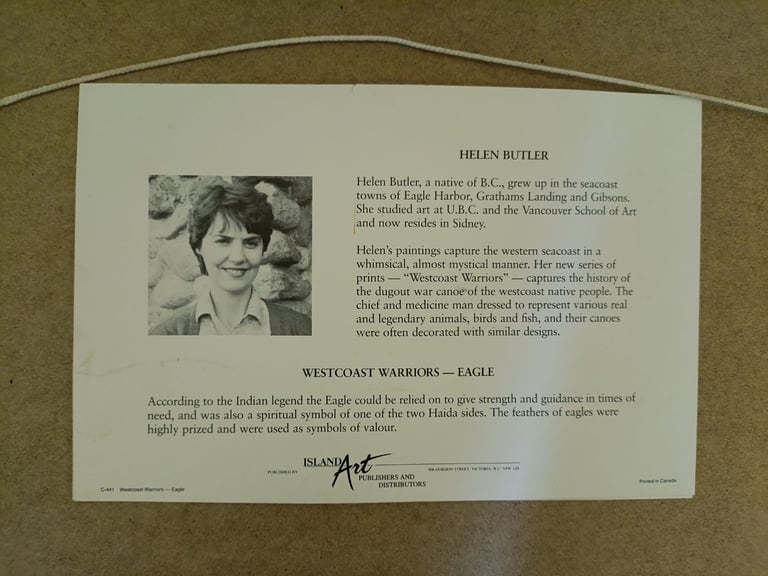 HELEN BUTLER
Helen Butler, a native of B.C., grew up in the seacoast
towns of Eagle Harbor, Grathams Landing and Gibsons.
She studied art at U.B.C. and the Vancouver School of Art
and now resides in Sidney.
Helen's paintings capture the western seacoast in a
whimsical, almost mystical manner. Her new series of
prints — “Westcoast Warriors” — captures the history of
the dugout war canoe of the westcoast native people. The
chief and medicine man dressed to represent various real
and legendary animals, birds and fish, and their canoes
were often decorated with similar designs.
WESTCOAST WARRIORS — EAGLE
According to the Indian legend the Eagle could be relied on to give strength and guidance in times of
need, and was also a spiritual symbol of one of the two Haida sides. The feathers of eagles were
highly prized and were used as symbols of valour.
PUBLISHED BY
ISLAND Art
PUBLISHERS AND
DISTRIBUTORS
GORDON STREET, VICTORIA, B.C.
C-441 Westcoast Warriors — Eagle
Printed in Canada